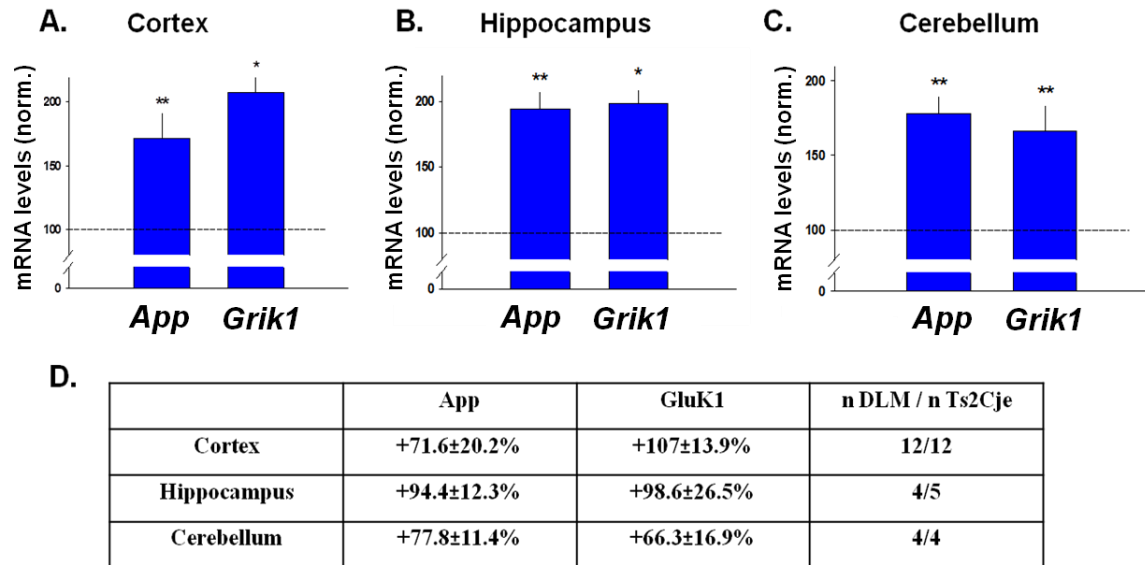 A. Cortex
mRNA levels (norm.)
**
*
200
150
100
0
App Grik1
B. Hippocampus
mRNA levels (norm.)
**
*
200
150
100
0
App Grik1
C. Cerebellum
mRNA levels (norm.)
**
**
200
150
100
0
App Grik1
D.
App GluK1 n DLM / n Ts2Cje
Cortex +71.6±20.2% +107±13.9% 12/12
Hippocampus +94.4±12.3% +98.6±26.5% 4/5
Cerebellum +77.8±11.4% +66.3±16.9% 4/4